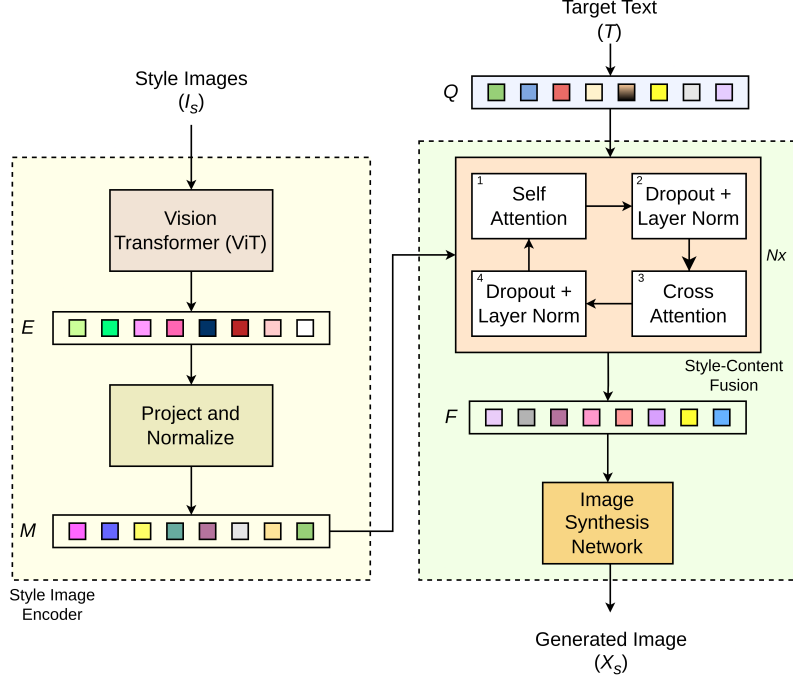 Target Text
(T)
Q
Style Images
(Is)
Vision
Transformer (ViT)
E
Project and
Normalize
M
Style Image
Encoder
1
Self
Attention
2
Dropout +
Layer Norm
3
Cross
Attention
4
Dropout +
Layer Norm
Nx
Style-Content
Fusion
F
Image
Synthesis
Network
Generated Image
(Xs)